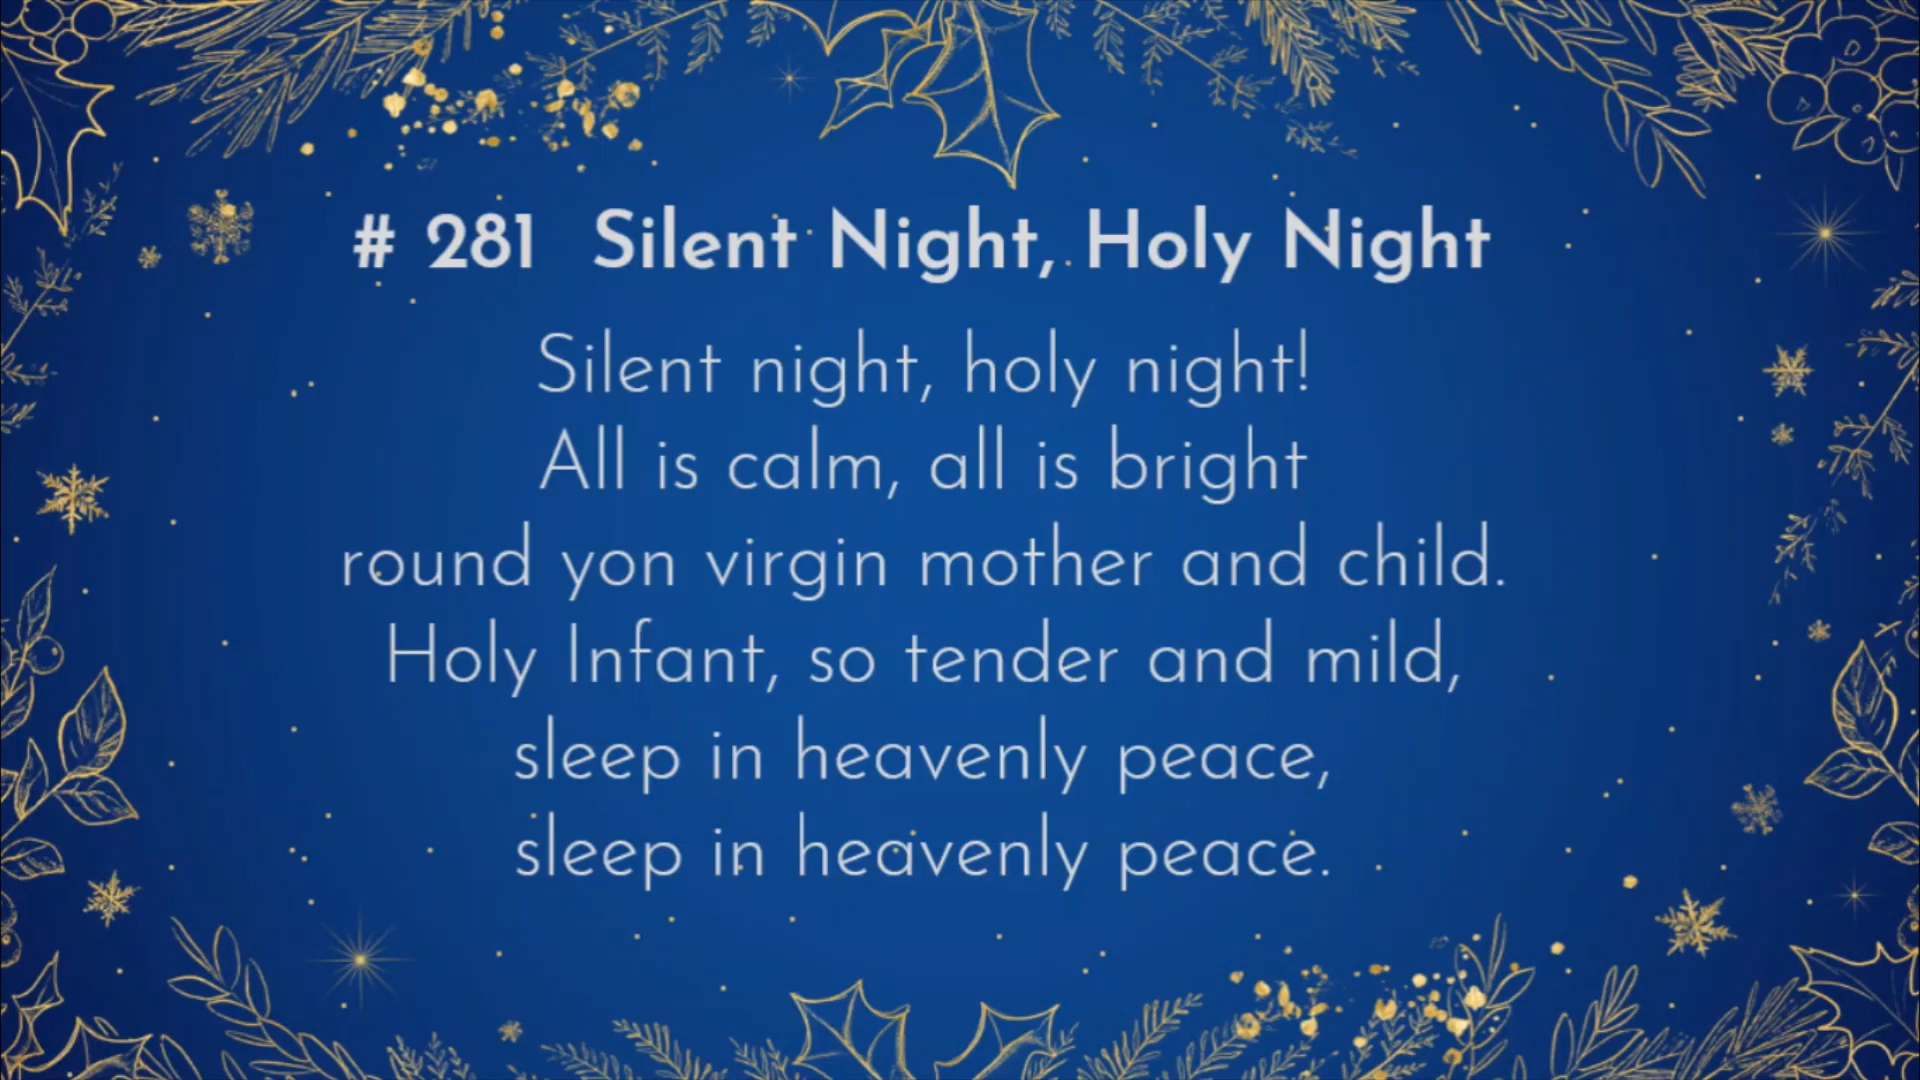 # 281 Silent Night, Holy Night
Silent night, holy night!
All is calm, all is bright
round yon virgin mother and child.
Holy Infant, so tender and mild,
sleep in heavenly peace,
sleep in heavenly peace.